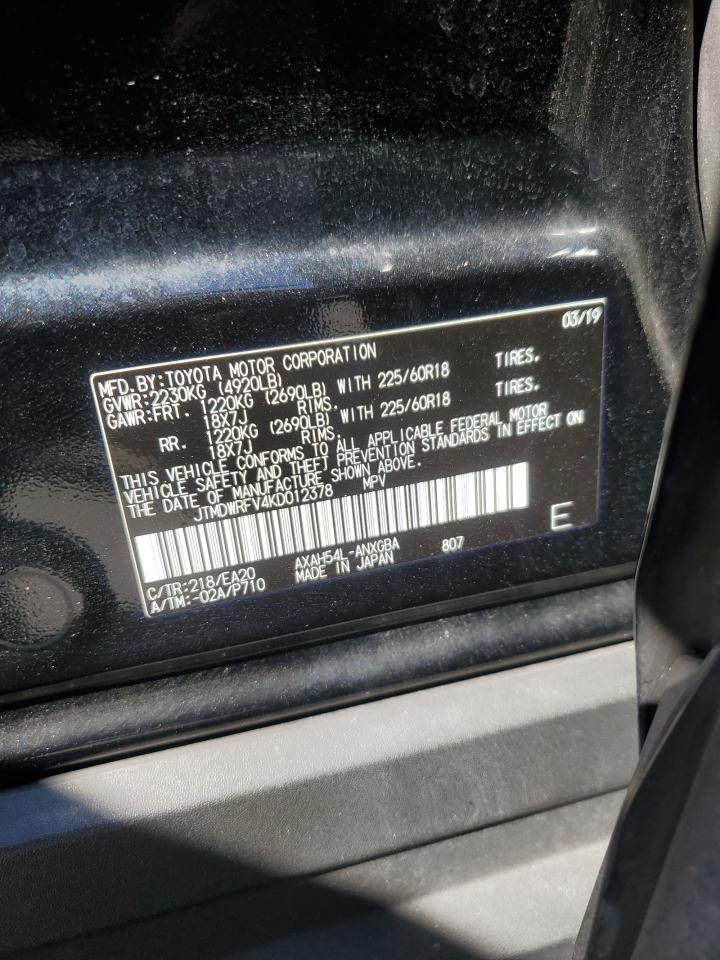 03/19
MFD.BY:TOYOTA MOTOR CORPORATION
GVWR:2230KG (4920LB)
GAWR:FRT. 1220KG (2690LB) WITH 225/60R18 TIRES.
18X7J RIMS.
RR. 1220KG (2690LB) WITH 225/60R18 TIRES.
18X7J RIMS.
THIS VEHICLE CONFORMS TO ALL APPLICABLE FEDERAL MOTOR
VEHICLE SAFETY AND THEFT PREVENTION STANDARDS IN EFFECT ON
THE DATE OF MANUFACTURE SHOWN ABOVE.
JTMDWRFV4KD012378 MPV
E
C/TR:218/EA20 AXAH54L-ANXGBA 807
A/TM:-02A/P710 MADE IN JAPAN